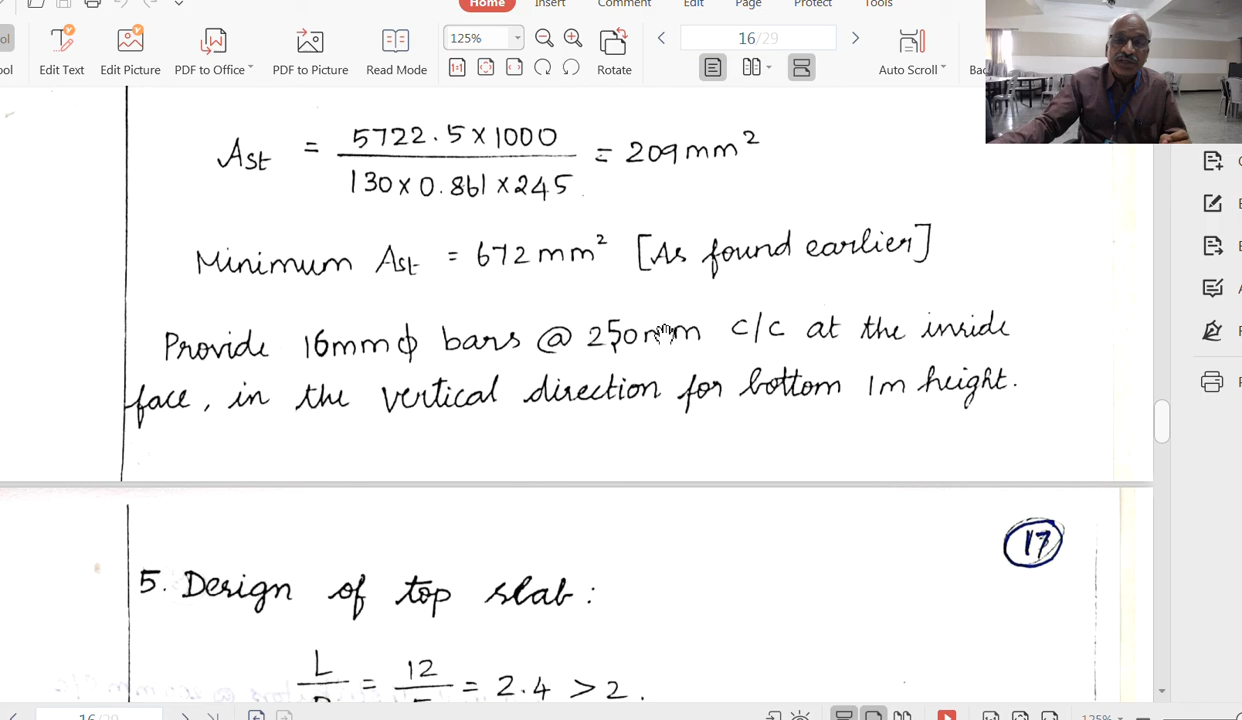 Home Insert Comment Edit Page Protect Tools
125% 16/29
Edit Text Edit Picture PDF to Office PDF to Picture Read Mode Rotate Auto Scroll
Ast = 5722.5 x 1000 / 130 x 0.861 x 245 = 209 mm²
Minimum Ast = 672 mm² [As found earlier]
Provide 16mm ϕ bars @ 250mm c/c at the inside
face, in the vertical direction for bottom 1m height.
17
5. Design of top slab:
L = 12 = 2.4 > 2.
16/29 125%